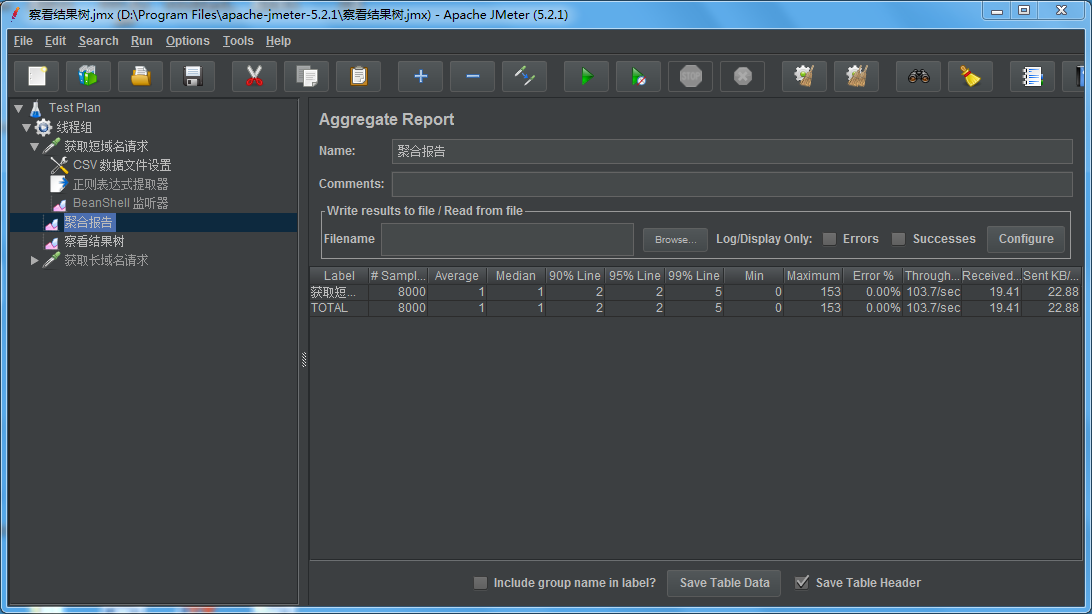 察看结果树.jmx (D:\Program Files\apache-jmeter-5.2.1\察看结果树.jmx) - Apache JMeter (5.2.1)
File Edit Search Run Options Tools Help
STOP
Test Plan
线程组
获取短域名请求
CSV 数据文件设置
正则表达式提取器
BeanShell 监听器
聚合报告
察看结果树
获取长域名请求
Aggregate Report
Name: 聚合报告
Comments:
Write results to file / Read from file
Filename Browse... Log/Display Only: Errors Successes Configure
Label # Sampl... Average Median 90% Line 95% Line 99% Line Min Maximum Error % Through... Received... Sent KB/...
获取短... 8000 1 1 2 2 5 0 153 0.00% 103.7/sec 19.41 22.88
TOTAL 8000 1 1 2 2 5 0 153 0.00% 103.7/sec 19.41 22.88
Include group name in label? Save Table Data Save Table Header